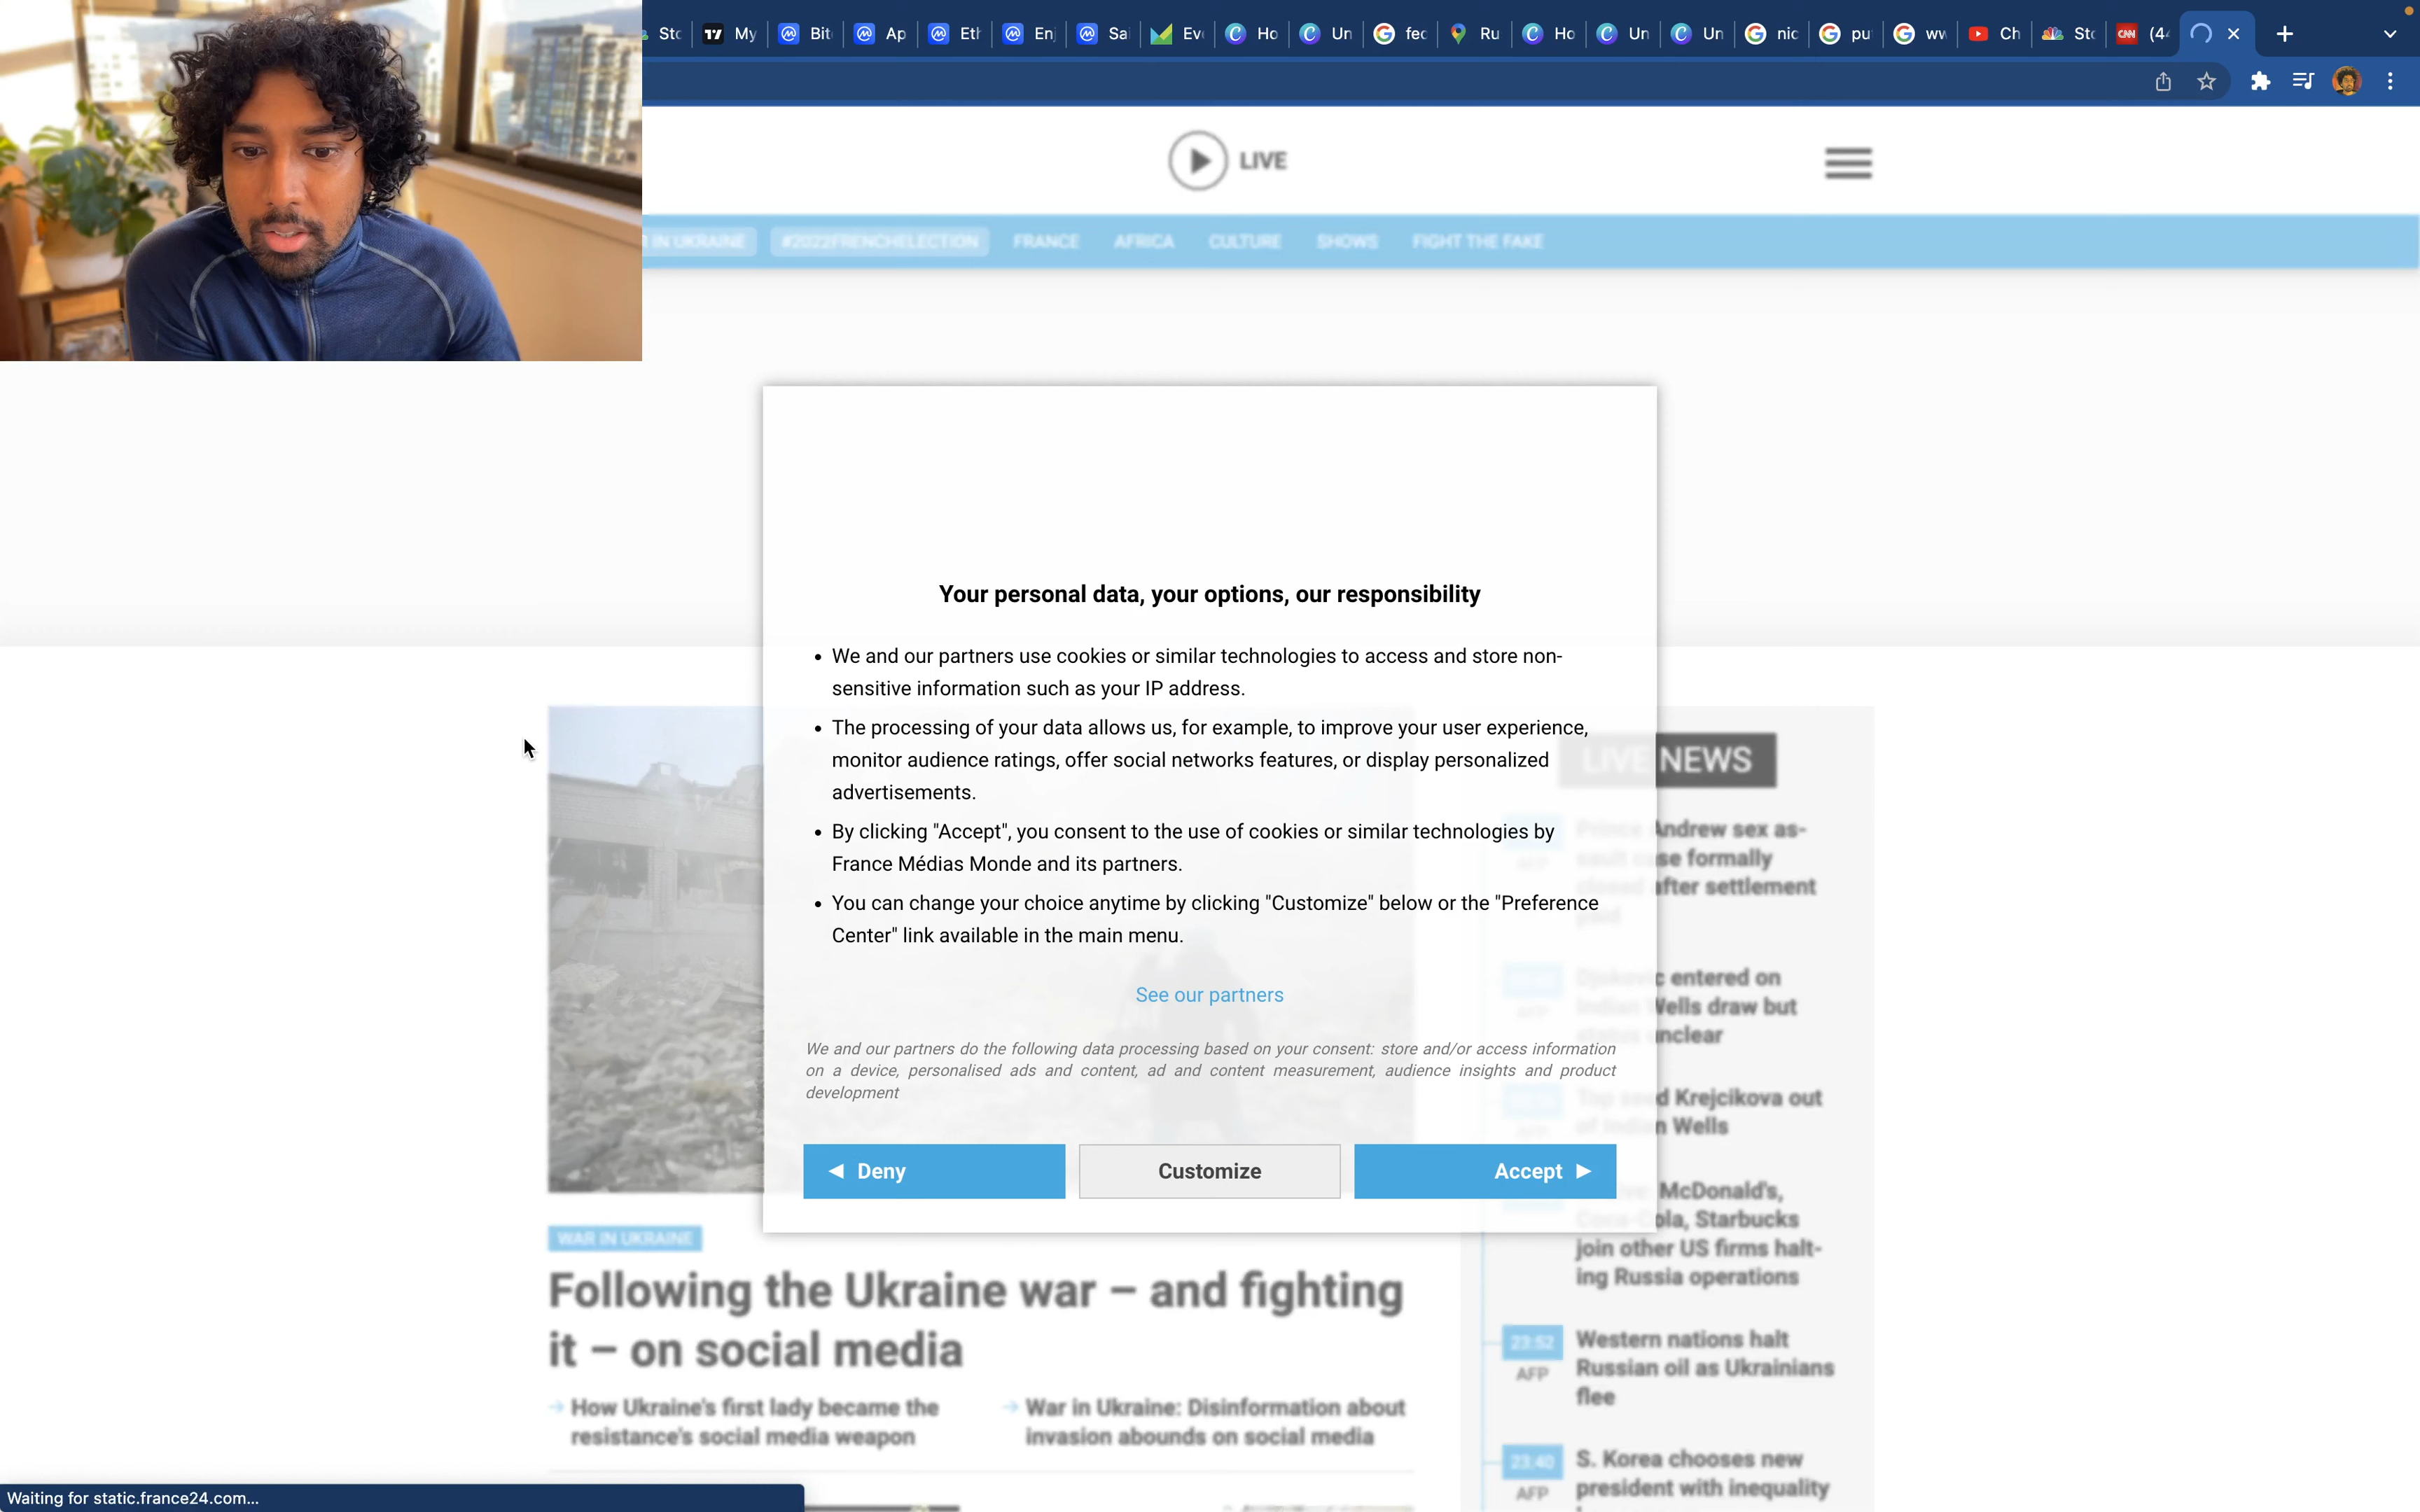 Stc
My
Bit
Ap
Eth
Enj
Sa
Eve
Ho
Un
fec
Ru
Ho
Un
Un
nic
pu
wv
Ch
Stc
CNN (4
LIVE
IN UKRAINE
#2022FRENCHELECTION
FRANCE
AFRICA
CULTURE
SHOWS
FIGHT THE FAKE
Your personal data, your options, our responsibility
• We and our partners use cookies or similar technologies to access and store non-
sensitive information such as your IP address.
• The processing of your data allows us, for example, to improve your user experience,
monitor audience ratings, offer social networks features, or display personalized
advertisements.
• By clicking "Accept", you consent to the use of cookies or similar technologies by
France Médias Monde and its partners.
• You can change your choice anytime by clicking "Customize" below or the "Preference
Center" link available in the main menu.
See our partners
We and our partners do the following data processing based on your consent: store and/or access information
on a device, personalised ads and content, ad and content measurement, audience insights and product
development
◄ Deny
Customize
Accept ►
LIVE NEWS
Prince Andrew sex as-
sault case formally
closed after settlement
paid
Djokovic entered on
Indian Wells draw but
status unclear
Top seed Krejcikova out
of Indian Wells
McDonald's,
Coca-Cola, Starbucks
join other US firms halt-
ing Russia operations
23:52
AFP
Western nations halt
Russian oil as Ukrainians
flee
23:40
AFP
S. Korea chooses new
president with inequality
WAR IN UKRAINE
Following the Ukraine war – and fighting
it – on social media
→ How Ukraine's first lady became the
resistance's social media weapon
→ War in Ukraine: Disinformation about
invasion abounds on social media
Waiting for static.france24.com...